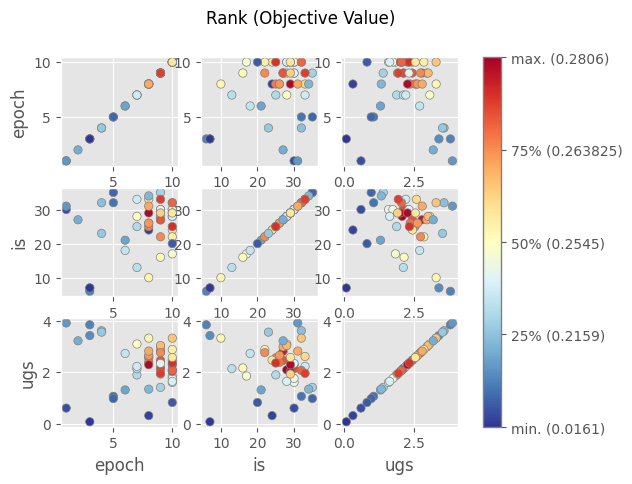 Rank (Objective Value)
epoch
10
5
max. (0.2806)
75% (0.263825)
is
30
20
10
50% (0.2545)
25% (0.2159)
ugs
4
2
0
min. (0.0161)
5 10 10 20 30 0.0 2.5
epoch is ugs